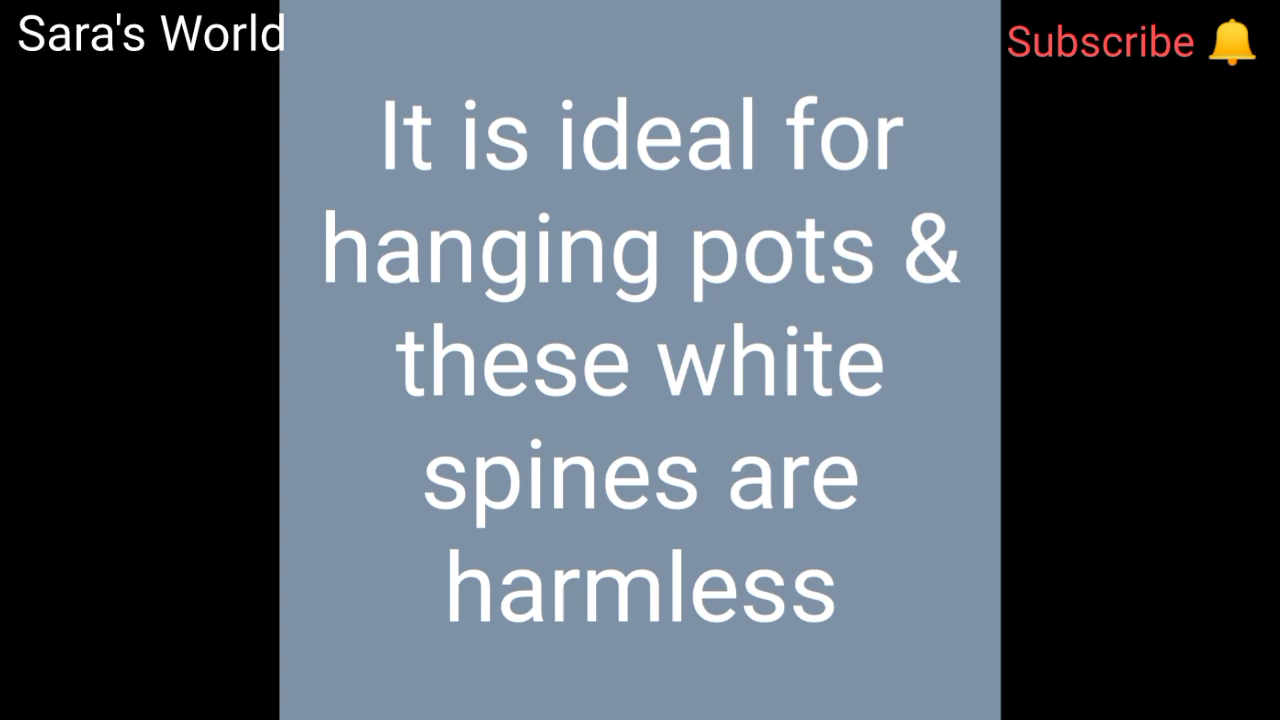 Sara's World
Subscribe 🔔
It is ideal for
hanging pots &
these white
spines are
harmless